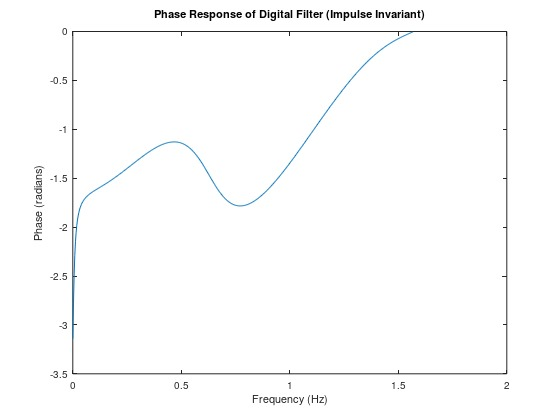 Phase Response of Digital Filter (Impulse Invariant)
0
-0.5
-1
-1.5
-2
-2.5
-3
-3.5
Phase (radians)
0 0.5 1 1.5 2
Frequency (Hz)